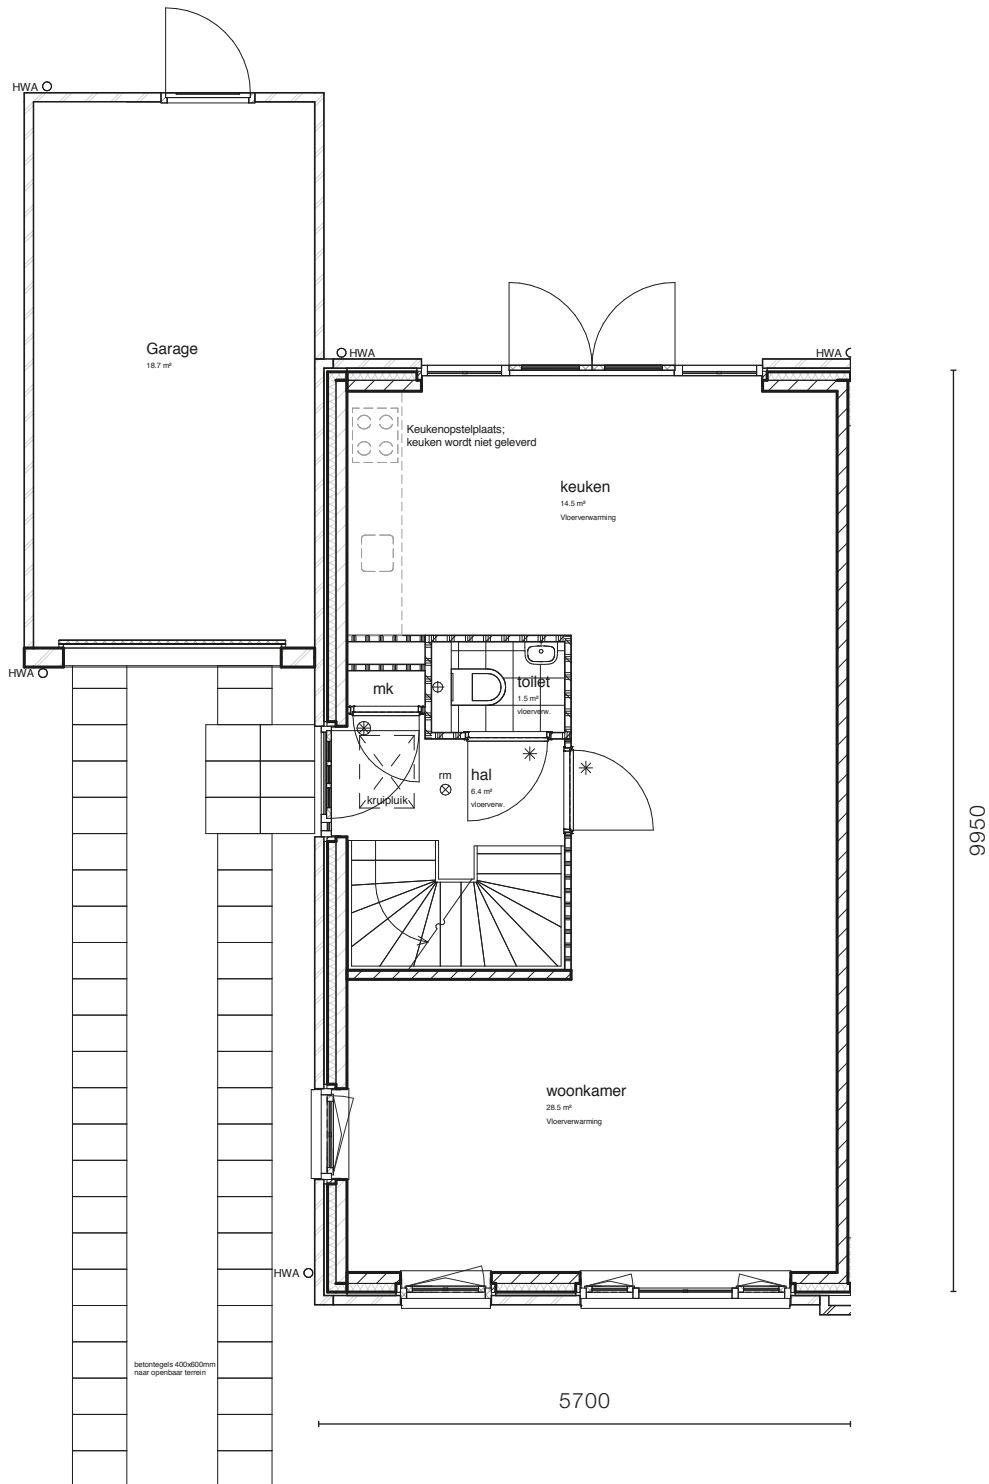 HWA
Garage
18.7 m²
HWA
HWA
Keukenopstelplaats;
keuken wordt niet geleverd
keuken
14.5 m²
Vloerverwarming
HWA
mk
toilet
1.5 m²
vloerverw.
rm
hal
6.4 m²
vloerverw.
kruipluik
9950
woonkamer
28.5 m²
Vloerverwarming
HWA
betontegels 400x600mm
naar openbaar terrein
5700